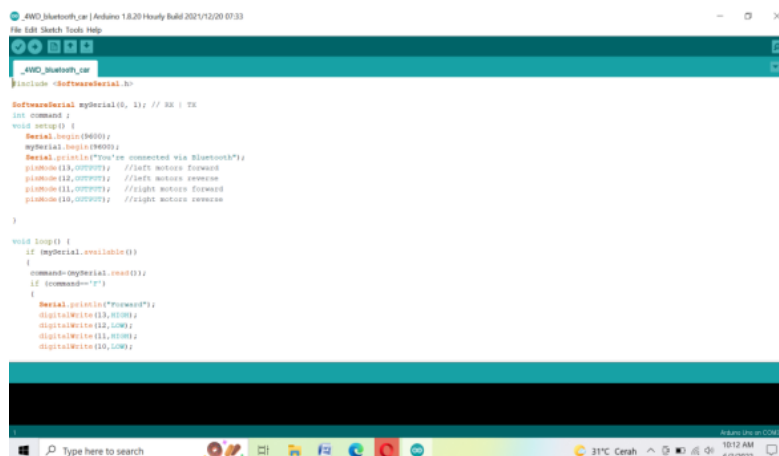 _4WD_bluetooth_car | Arduino 1.8.20 Hourly Build 2021/12/20 07:33
File Edit Sketch Tools Help
_4WD_bluetooth_car
#include <SoftwareSerial.h>
SoftwareSerial mySerial(0, 1); // RX | TX
int command ;
void setup() {
Serial.begin(9600);
mySerial.begin(9600);
Serial.println("You're connected via Bluetooth");
pinMode(13,OUTPUT); //left motors forward
pinMode(12,OUTPUT); //left motors reverse
pinMode(11,OUTPUT); //right motors forward
pinMode(10,OUTPUT); //right motors reverse
}
void loop() {
if (mySerial.available())
{
command=(mySerial.read());
if (command=='F')
{
Serial.println("Forward");
digitalWrite(13,HIGH);
digitalWrite(12,LOW);
digitalWrite(11,HIGH);
digitalWrite(10,LOW);
1
Arduino Uno on
Type here to search
31°C Cerah
10:12 AM